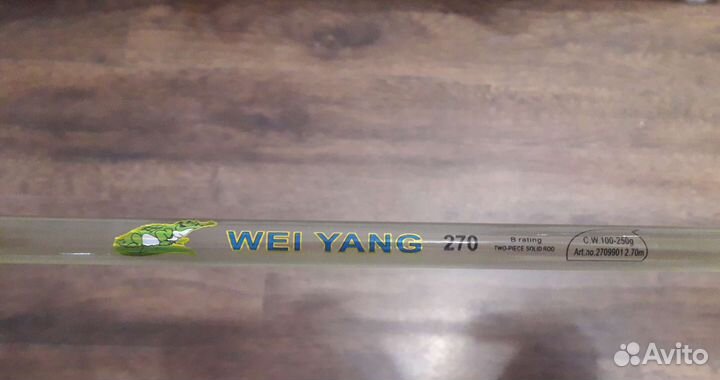 WEI YANG 270
B rating
TWO-PIECE SOLID ROD
C.W.100-250g
Art.no.2709901 2.70m
Avito